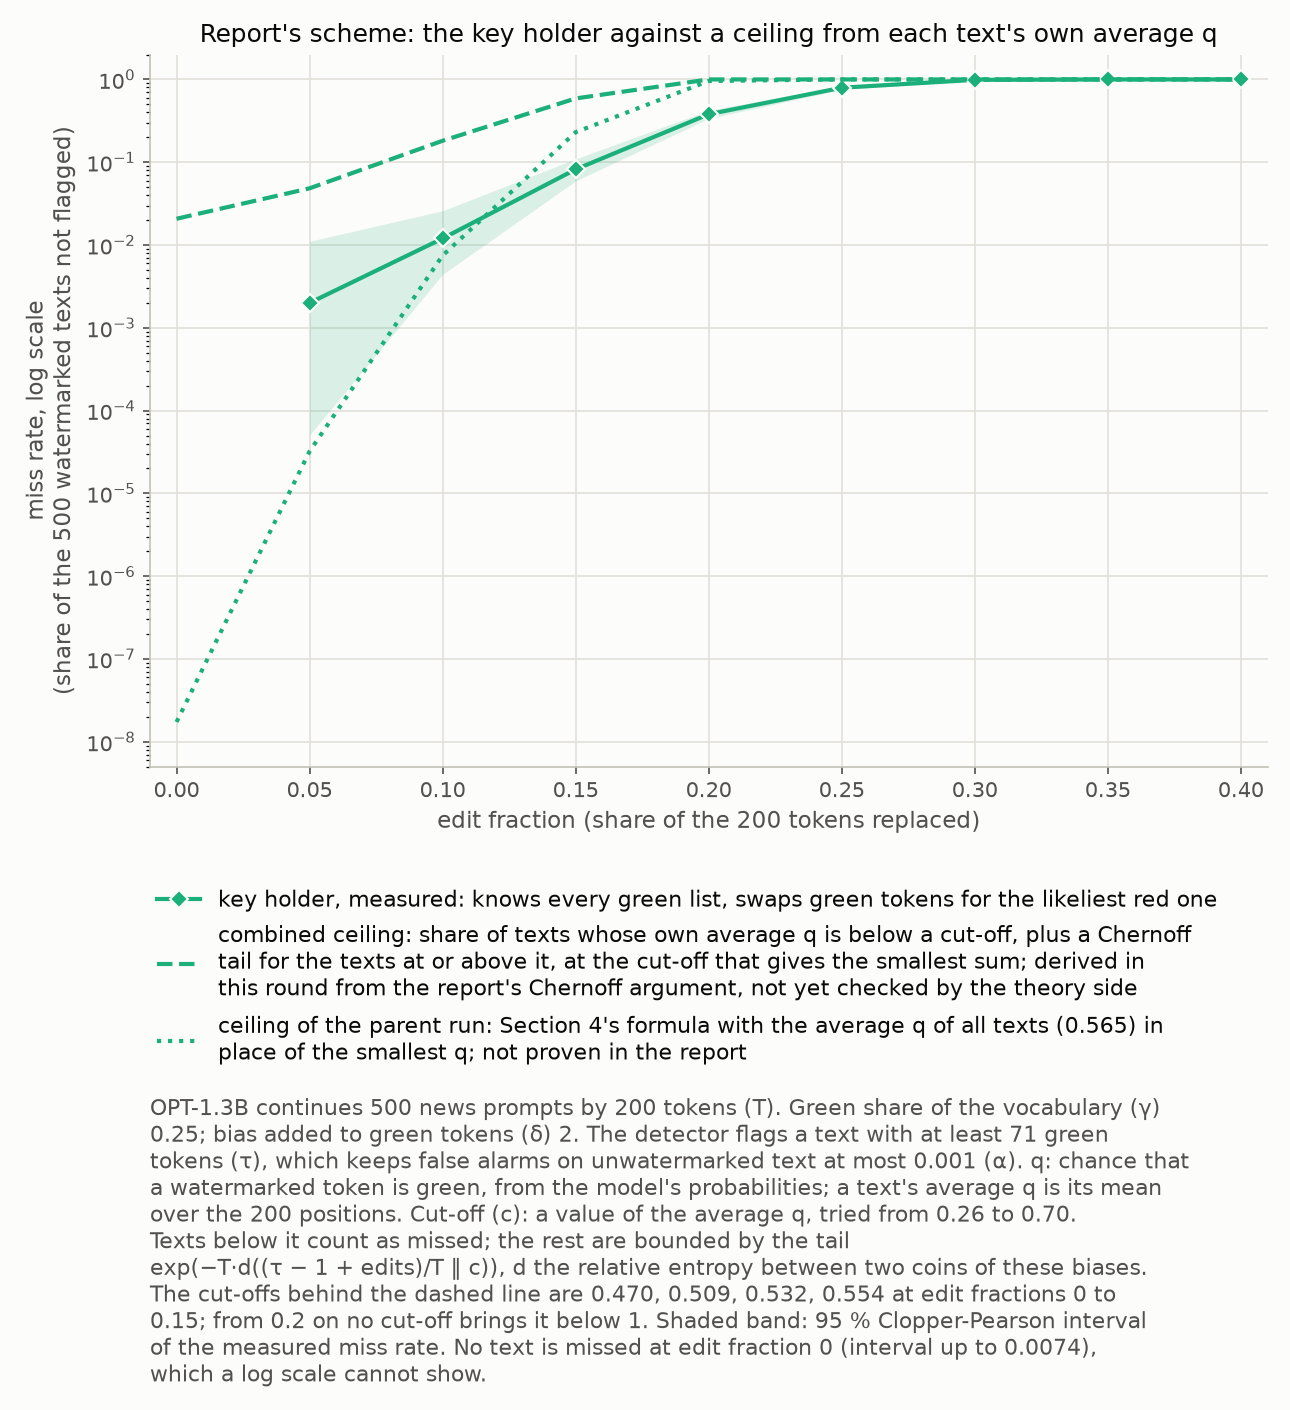 Report's scheme: the key holder against a ceiling from each text's own average q
miss rate, log scale
(share of the 500 watermarked texts not flagged)
10⁰
10⁻¹
10⁻²
10⁻³
10⁻⁴
10⁻⁵
10⁻⁶
10⁻⁷
10⁻⁸
0.00 0.05 0.10 0.15 0.20 0.25 0.30 0.35 0.40
edit fraction (share of the 200 tokens replaced)
key holder, measured: knows every green list, swaps green tokens for the likeliest red one
combined ceiling: share of texts whose own average q is below a cut-off, plus a Chernoff
tail for the texts at or above it, at the cut-off that gives the smallest sum; derived in
this round from the report's Chernoff argument, not yet checked by the theory side
ceiling of the parent run: Section 4's formula with the average q of all texts (0.565) in
place of the smallest q; not proven in the report
OPT-1.3B continues 500 news prompts by 200 tokens (T). Green share of the vocabulary (γ)
0.25; bias added to green tokens (δ) 2. The detector flags a text with at least 71 green
tokens (τ), which keeps false alarms on unwatermarked text at most 0.001 (α). q: chance that
a watermarked token is green, from the model's probabilities; a text's average q is its mean
over the 200 positions. Cut-off (c): a value of the average q, tried from 0.26 to 0.70.
Texts below it count as missed; the rest are bounded by the tail
exp(−T·d((τ − 1 + edits)/T ‖ c)), d the relative entropy between two coins of these biases.
The cut-offs behind the dashed line are 0.470, 0.509, 0.532, 0.554 at edit fractions 0 to
0.15; from 0.2 on no cut-off brings it below 1. Shaded band: 95 % Clopper-Pearson interval
of the measured miss rate. No text is missed at edit fraction 0 (interval up to 0.0074),
which a log scale cannot show.